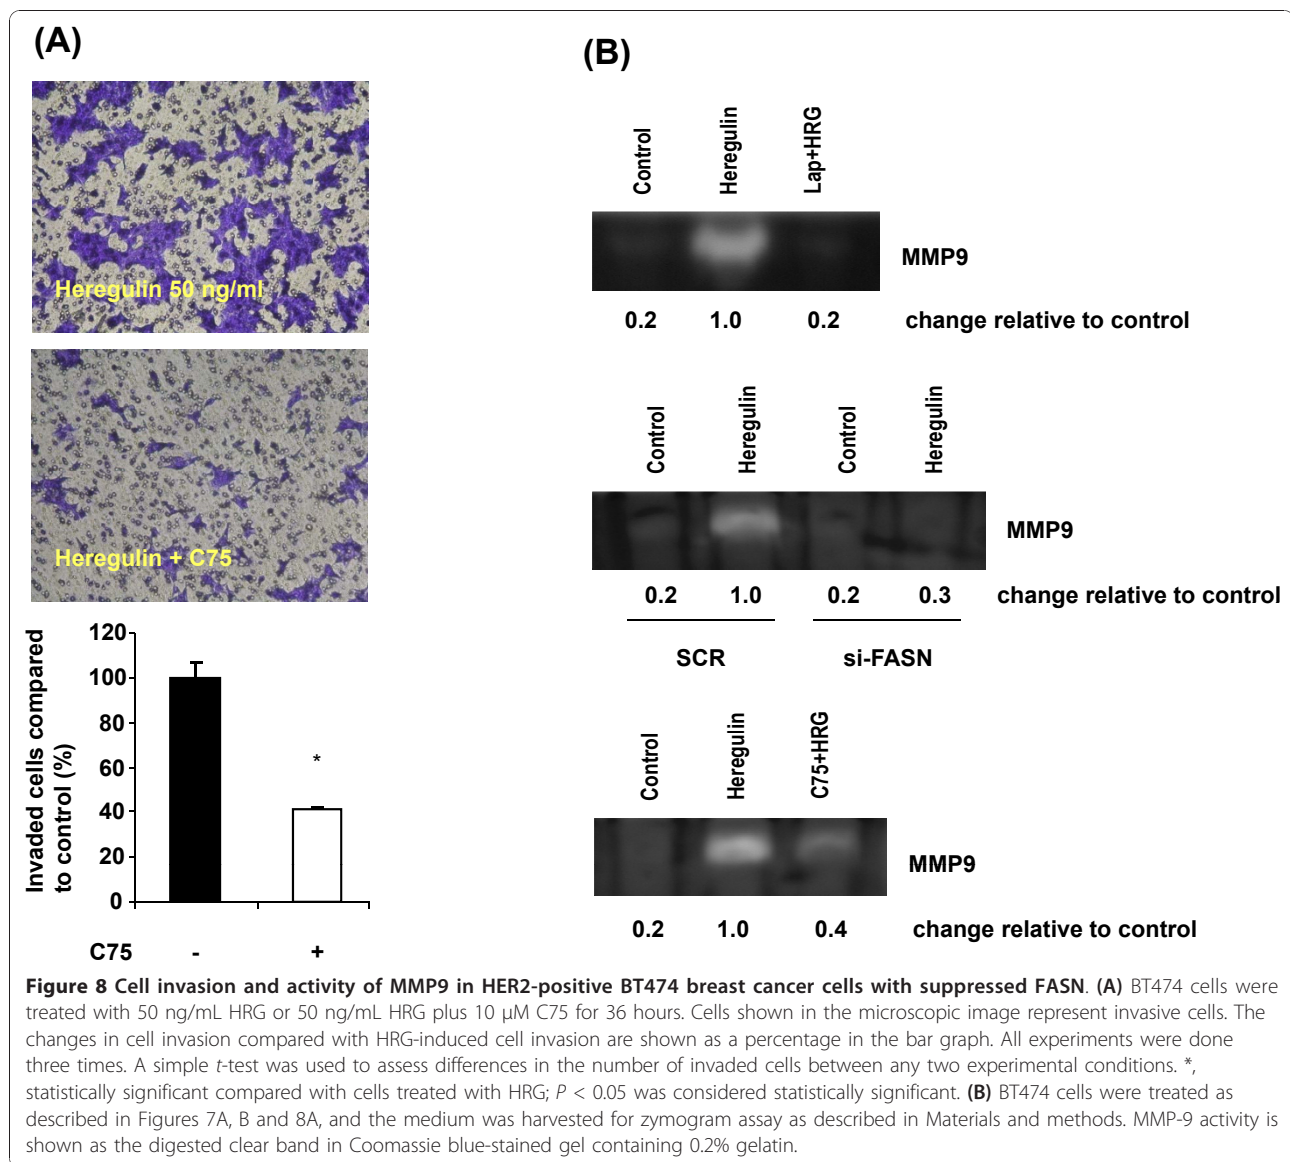 (A)
Heregulin 50 ng/ml
Heregulin + C75
Invaded cells compared
to control (%)
120
100
80
60
40
20
0
*
C75
-
+
(B)
Control
Heregulin
Lap+HRG
MMP9
0.2 1.0 0.2 change relative to control
Control
Heregulin
Control
Heregulin
MMP9
0.2 1.0 0.2 0.3 change relative to control
SCR si-FASN
Control
Heregulin
C75+HRG
MMP9
0.2 1.0 0.4 change relative to control
Figure 8 Cell invasion and activity of MMP9 in HER2-positive BT474 breast cancer cells with suppressed FASN. (A) BT474 cells were
treated with 50 ng/mL HRG or 50 ng/mL HRG plus 10 μM C75 for 36 hours. Cells shown in the microscopic image represent invasive cells. The
changes in cell invasion compared with HRG-induced cell invasion are shown as a percentage in the bar graph. All experiments were done
three times. A simple t-test was used to assess differences in the number of invaded cells between any two experimental conditions. *,
statistically significant compared with cells treated with HRG; P < 0.05 was considered statistically significant. (B) BT474 cells were treated as
described in Figures 7A, B and 8A, and the medium was harvested for zymogram assay as described in Materials and methods. MMP-9 activity is
shown as the digested clear band in Coomassie blue-stained gel containing 0.2% gelatin.